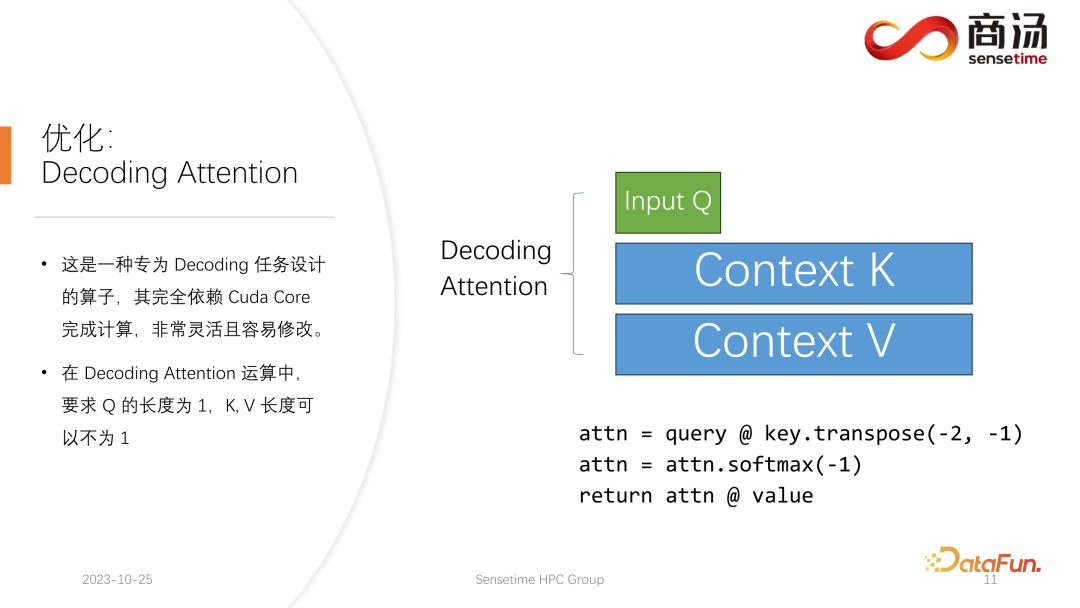 商汤
sensetime
优化：
Decoding Attention
• 这是一种专为 Decoding 任务设计
的算子，其完全依赖 Cuda Core
完成计算，非常灵活且容易修改。
• 在 Decoding Attention 运算中，
要求 Q 的长度为 1，K, V 长度可
以不为 1
Decoding
Attention
Input Q
Context K
Context V
attn = query @ key.transpose(-2, -1)
attn = attn.softmax(-1)
return attn @ value
DataFun.
2023-10-25
Sensetime HPC Group
11